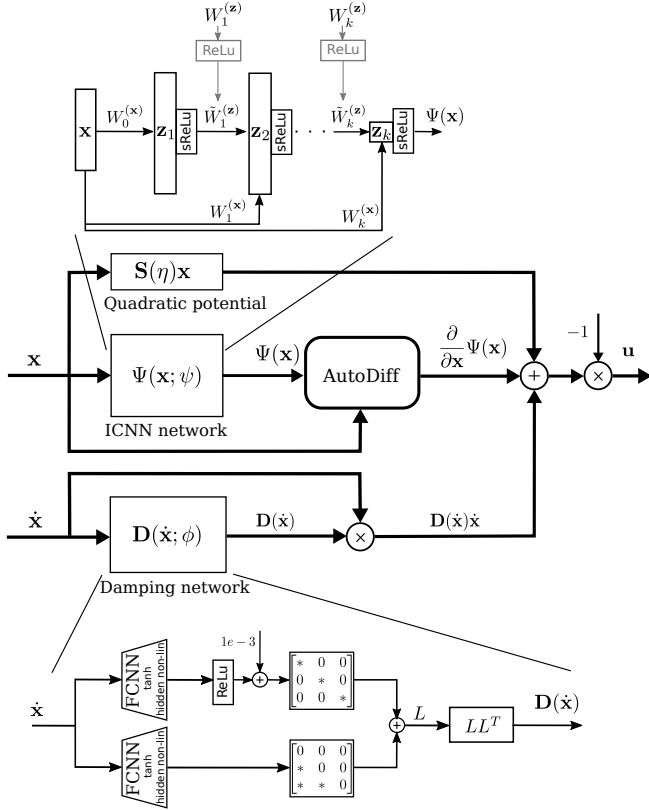 W_1^{(z)} W_k^{(z)}
ReLu ReLu
x W_0^{(x)} z_1 sReLu W̃_1^{(z)} z_2 sReLu · · · W̃_k^{(z)} z_k sReLu Ψ(x)
W_1^{(x)} W_k^{(x)}
S(η)x
Quadratic potential
x Ψ(x; ψ) Ψ(x) AutoDiff ∂/∂x Ψ(x) + −1 × u
ICNN network
ẋ D(ẋ; ϕ) D(ẋ) × D(ẋ)ẋ
Damping network
1e − 3
FCNN
tanh
hidden non-lin
ReLu +
* 0 0
0 * 0
0 0 *
ẋ + L LL^T D(ẋ)
FCNN
tanh
hidden non-lin
0 0 0
* 0 0
* * 0